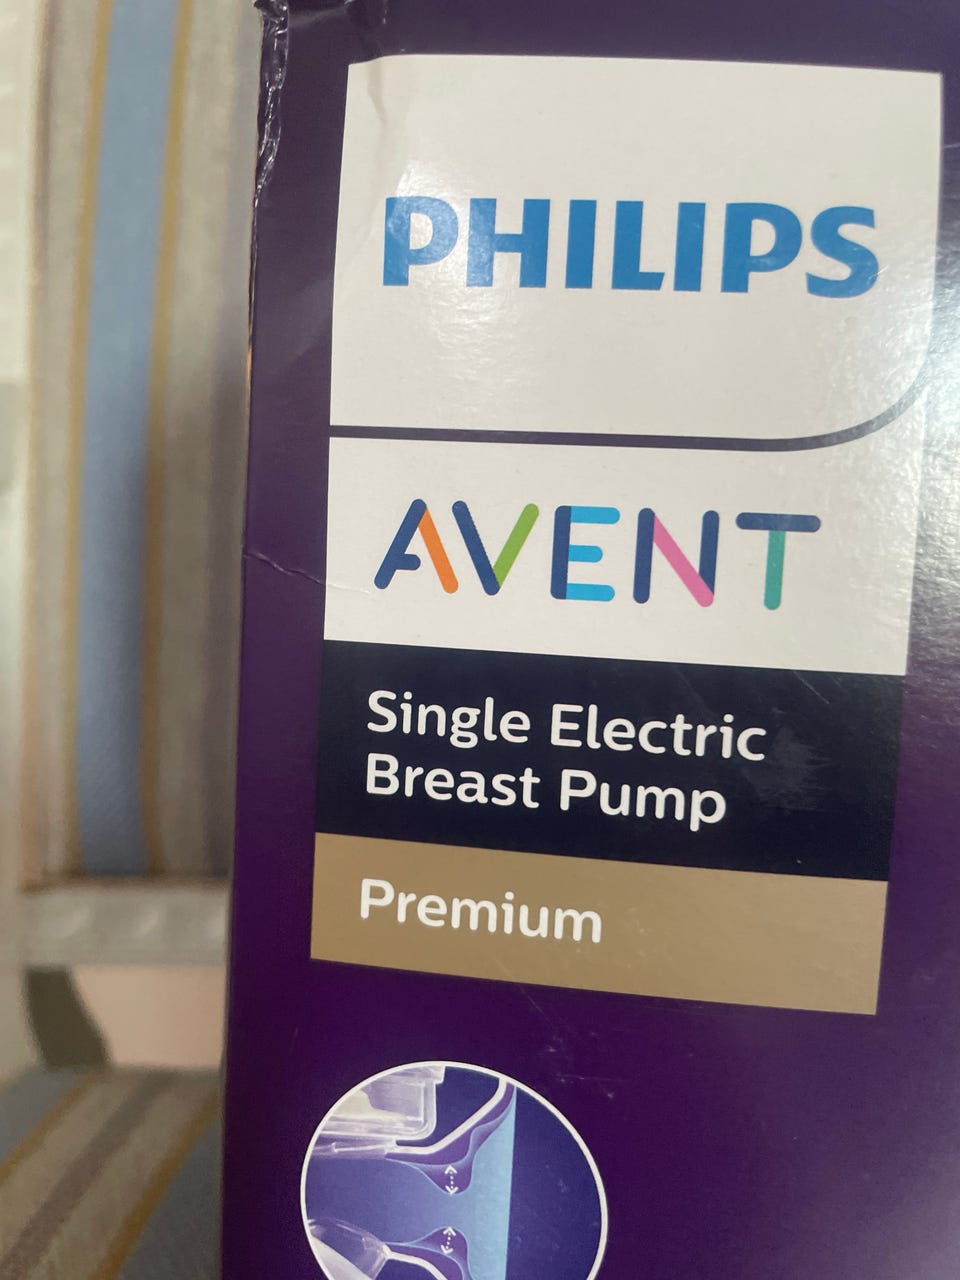 PHILIPS
AVENT
Single Electric
Breast Pump
Premium